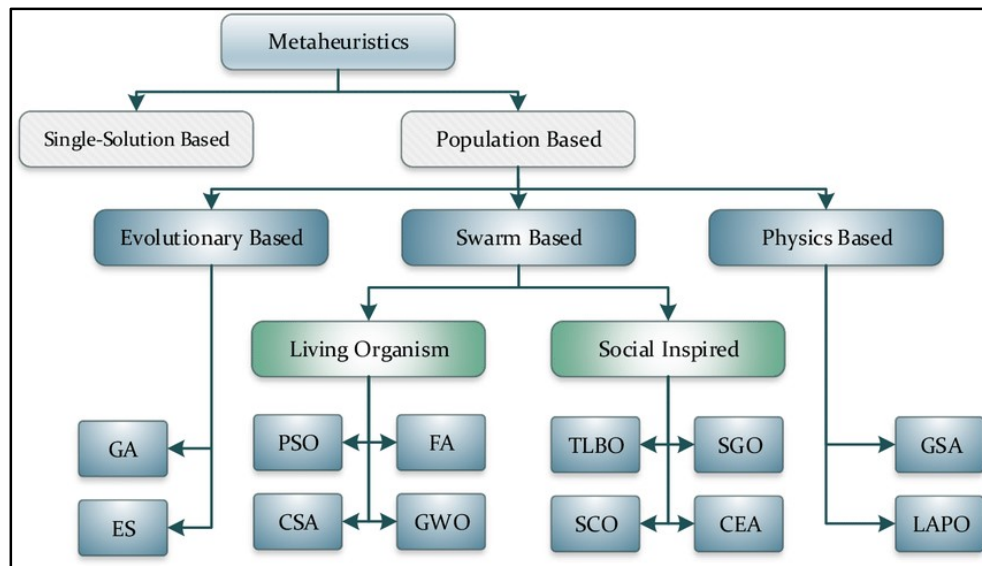 Metaheuristics
Single-Solution Based
Population Based
Evolutionary Based
Swarm Based
Physics Based
Living Organism
Social Inspired
GA
PSO
FA
TLBO
SGO
GSA
ES
CSA
GWO
SCO
CEA
LAPO